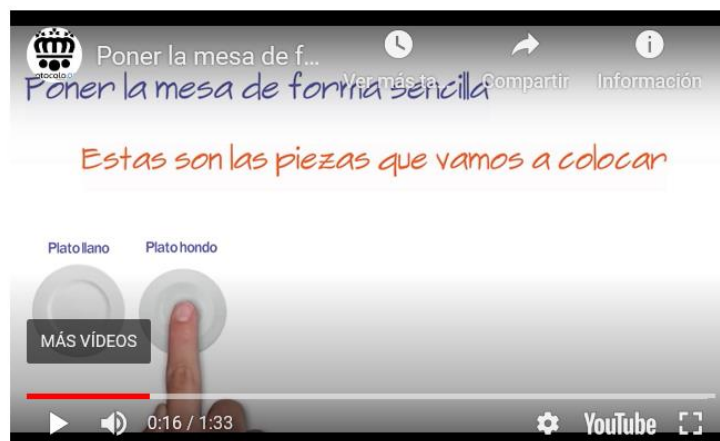 Poner la mesa de f...
Ver más ta... Compartir Información
Poner la mesa de forma sencilla
Estas son las piezas que vamos a colocar
Plato llano Plato hondo
MÁS VÍDEOS
0:16 / 1:33
YouTube